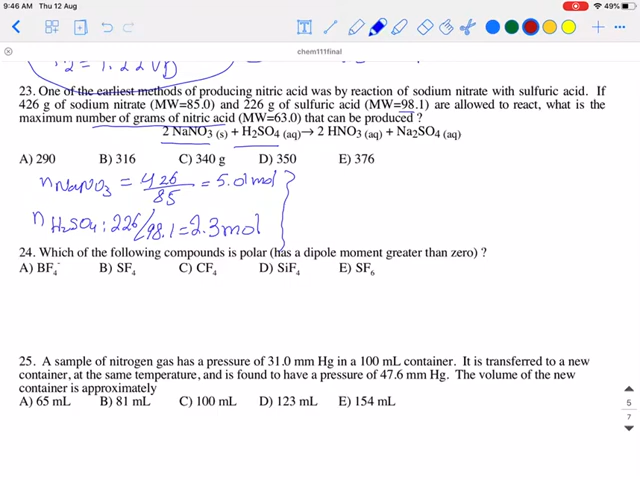 9:46 AM Thu 12 Aug
49%
chem111final
1.2 = 1.22
23. One of the earliest methods of producing nitric acid was by reaction of sodium nitrate with sulfuric acid. If
426 g of sodium nitrate (MW=85.0) and 226 g of sulfuric acid (MW=98.1) are allowed to react, what is the
maximum number of grams of nitric acid (MW=63.0) that can be produced ?
2 NaNO3 (s) + H2SO4 (aq)→ 2 HNO3 (aq) + Na2SO4 (aq)
A) 290 B) 316 C) 340 g D) 350 E) 376
nNaNO3 = 426/85 = 5.01mol
nH2SO4: 226/98.1 = 2.3mol
24. Which of the following compounds is polar (has a dipole moment greater than zero) ?
A) BF4- B) SF4 C) CF4 D) SiF4 E) SF6
25. A sample of nitrogen gas has a pressure of 31.0 mm Hg in a 100 mL container. It is transferred to a new
container, at the same temperature, and is found to have a pressure of 47.6 mm Hg. The volume of the new
container is approximately
A) 65 mL B) 81 mL C) 100 mL D) 123 mL E) 154 mL
5
7